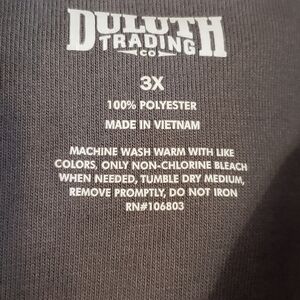 DULUTH
TRADING
CO
3X
100% POLYESTER
MADE IN VIETNAM
MACHINE WASH WARM WITH LIKE
COLORS, ONLY NON-CHLORINE BLEACH
WHEN NEEDED, TUMBLE DRY MEDIUM,
REMOVE PROMPTLY, DO NOT IRON
RN#106803